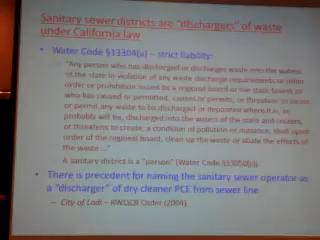 Sanitary sewer districts are "dischargers" of waste
under California law
• Water Code §13304(a) – strict liability:
"Any person who has discharged or discharges waste into the waters
of the state in violation of any waste discharge requirements or other
order or prohibition issued by a regional board or the state board, or
who has caused or permitted, causes or permits, or threatens to cause
or permit any waste to be discharged or deposited where it is, or
probably will be, discharged into the waters of the state and creates,
or threatens to create, a condition of pollution or nuisance, shall upon
order of the regional board, clean up the waste or abate the effects of
the waste ..."
A sanitary district is a "person" (Water Code §13050(c))
• There is precedent for naming the sanitary sewer operator as
a "discharger" of dry cleaner PCE from sewer line
– City of Lodi – RWQCB Order (2004)